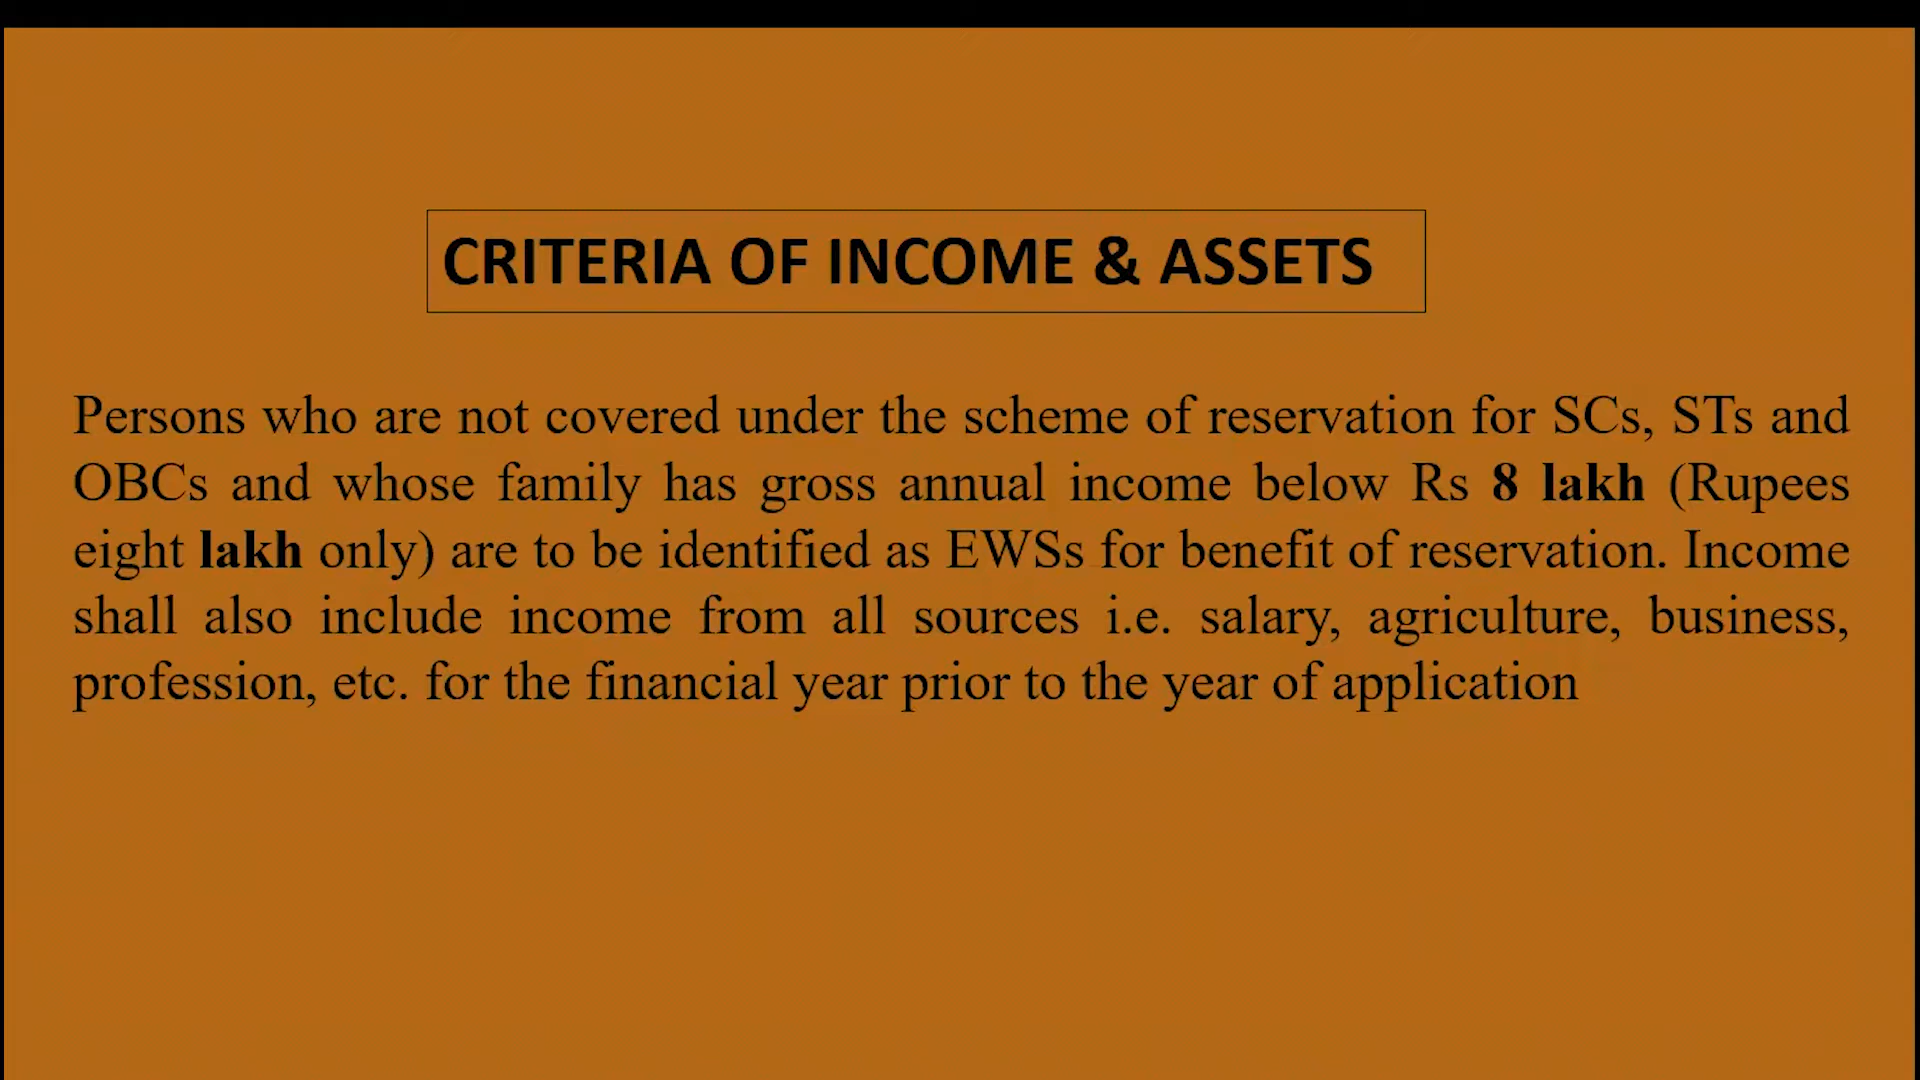 CRITERIA OF INCOME & ASSETS
Persons who are not covered under the scheme of reservation for SCs, STs and
OBCs and whose family has gross annual income below Rs 8 lakh (Rupees
eight lakh only) are to be identified as EWSs for benefit of reservation. Income
shall also include income from all sources i.e. salary, agriculture, business,
profession, etc. for the financial year prior to the year of application